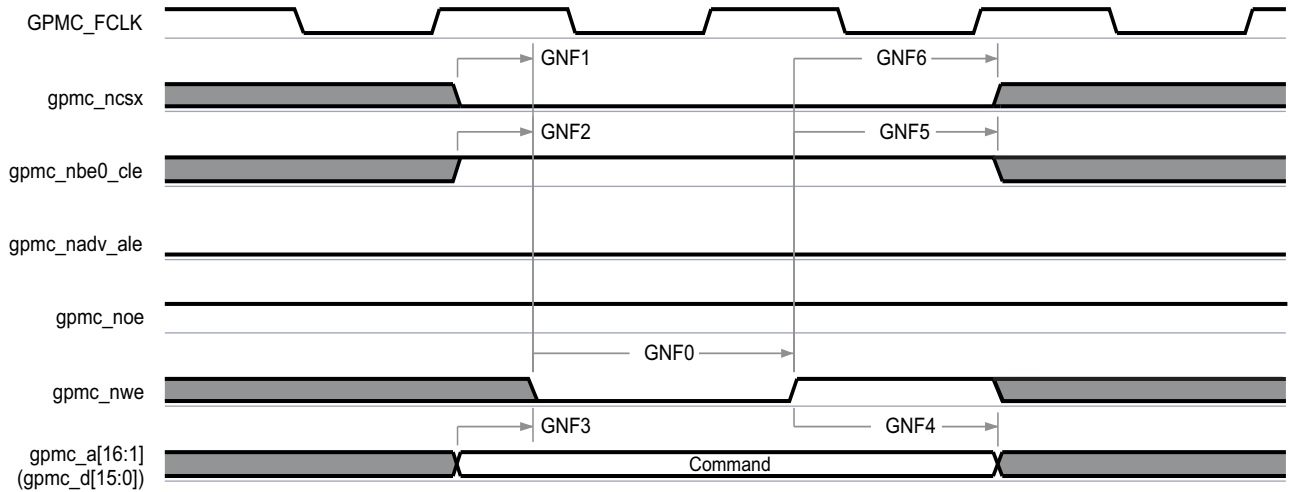 GPMC_FCLK
GNF1
GNF6
gpmc_ncsx
GNF2
GNF5
gpmc_nbe0_cle
gpmc_nadv_ale
gpmc_noe
GNF0
gpmc_nwe
GNF3
GNF4
gpmc_a[16:1]
(gpmc_d[15:0])
Command